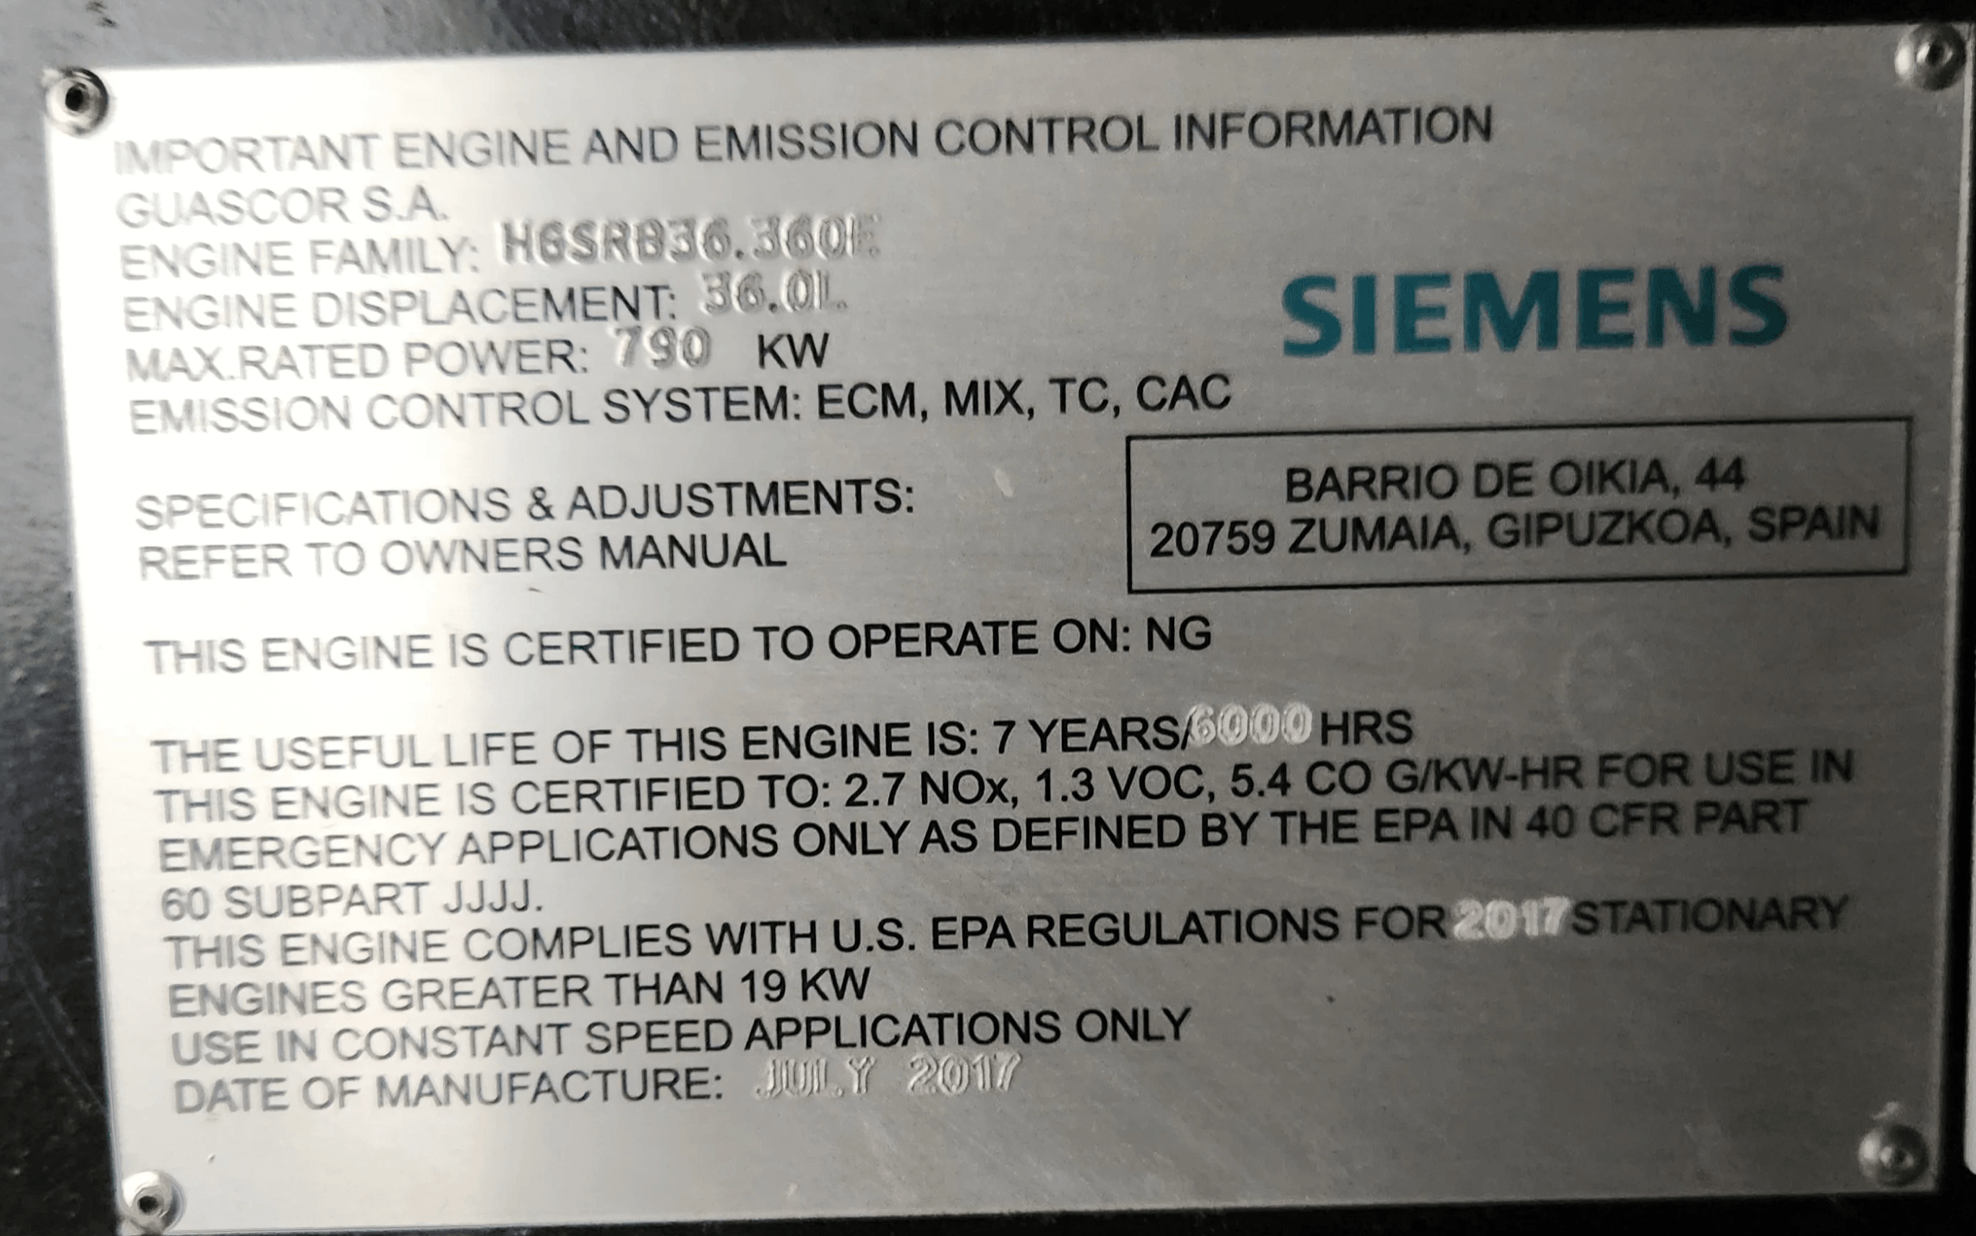 IMPORTANT ENGINE AND EMISSION CONTROL INFORMATION
GUASCOR S.A.
ENGINE FAMILY: HGSRB36.360E
ENGINE DISPLACEMENT: 36.0L
MAX.RATED POWER: 790 KW
EMISSION CONTROL SYSTEM: ECM, MIX, TC, CAC
SIEMENS
SPECIFICATIONS & ADJUSTMENTS:
REFER TO OWNERS MANUAL
BARRIO DE OIKIA, 44
20759 ZUMAIA, GIPUZKOA, SPAIN
THIS ENGINE IS CERTIFIED TO OPERATE ON: NG
THE USEFUL LIFE OF THIS ENGINE IS: 7 YEARS/6000 HRS
THIS ENGINE IS CERTIFIED TO: 2.7 NOx, 1.3 VOC, 5.4 CO G/KW-HR FOR USE IN
EMERGENCY APPLICATIONS ONLY AS DEFINED BY THE EPA IN 40 CFR PART
60 SUBPART JJJJ.
THIS ENGINE COMPLIES WITH U.S. EPA REGULATIONS FOR 2017 STATIONARY
ENGINES GREATER THAN 19 KW
USE IN CONSTANT SPEED APPLICATIONS ONLY
DATE OF MANUFACTURE: JULY 2017